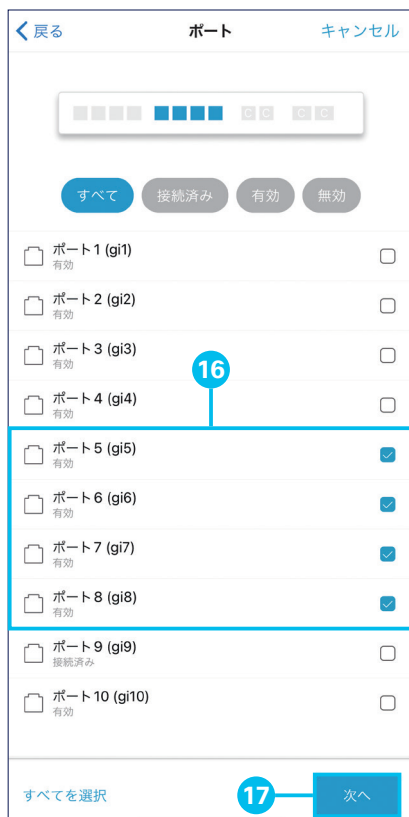 戻る ポート キャンセル
C C C C
すべて 接続済み 有効 無効
ポート1 (gi1)
有効
ポート2 (gi2)
有効
ポート3 (gi3)
有効
16
ポート4 (gi4)
有効
ポート5 (gi5)
有効
ポート6 (gi6)
有効
ポート7 (gi7)
有効
ポート8 (gi8)
有効
ポート9 (gi9)
接続済み
ポート10 (gi10)
有効
すべてを選択 17 次へ